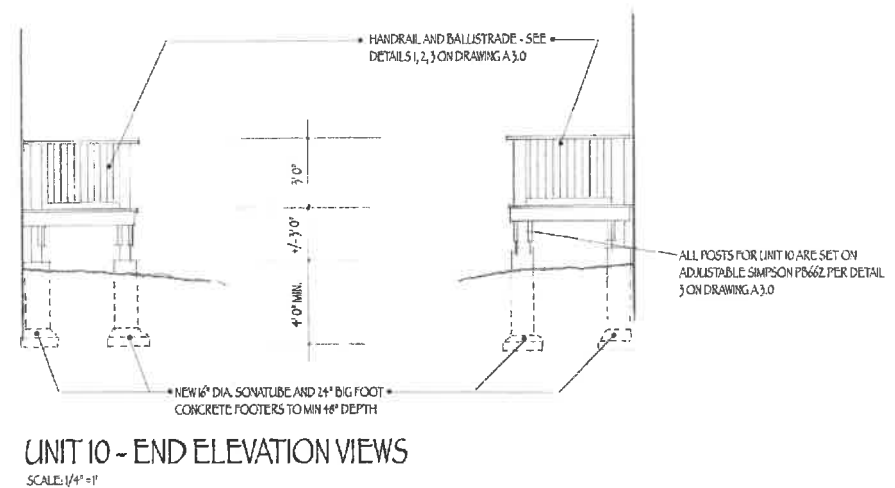 HANDRAIL AND BALUSTRADE - SEE
DETAILS 1, 2, 3 ON DRAWING A 3.0
3'0"
+/-3'0"
4'0" MIN.
ALL POSTS FOR UNIT 10 ARE SET ON
ADJUSTABLE SIMPSON PB662 PER DETAIL
3 ON DRAWING A 3.0
NEW 16" DIA. SONATUBE AND 24" BIG FOOT
CONCRETE FOOTERS TO MIN 48" DEPTH
UNIT 10 ~ END ELEVATION VIEWS
SCALE: 1/4" = 1'